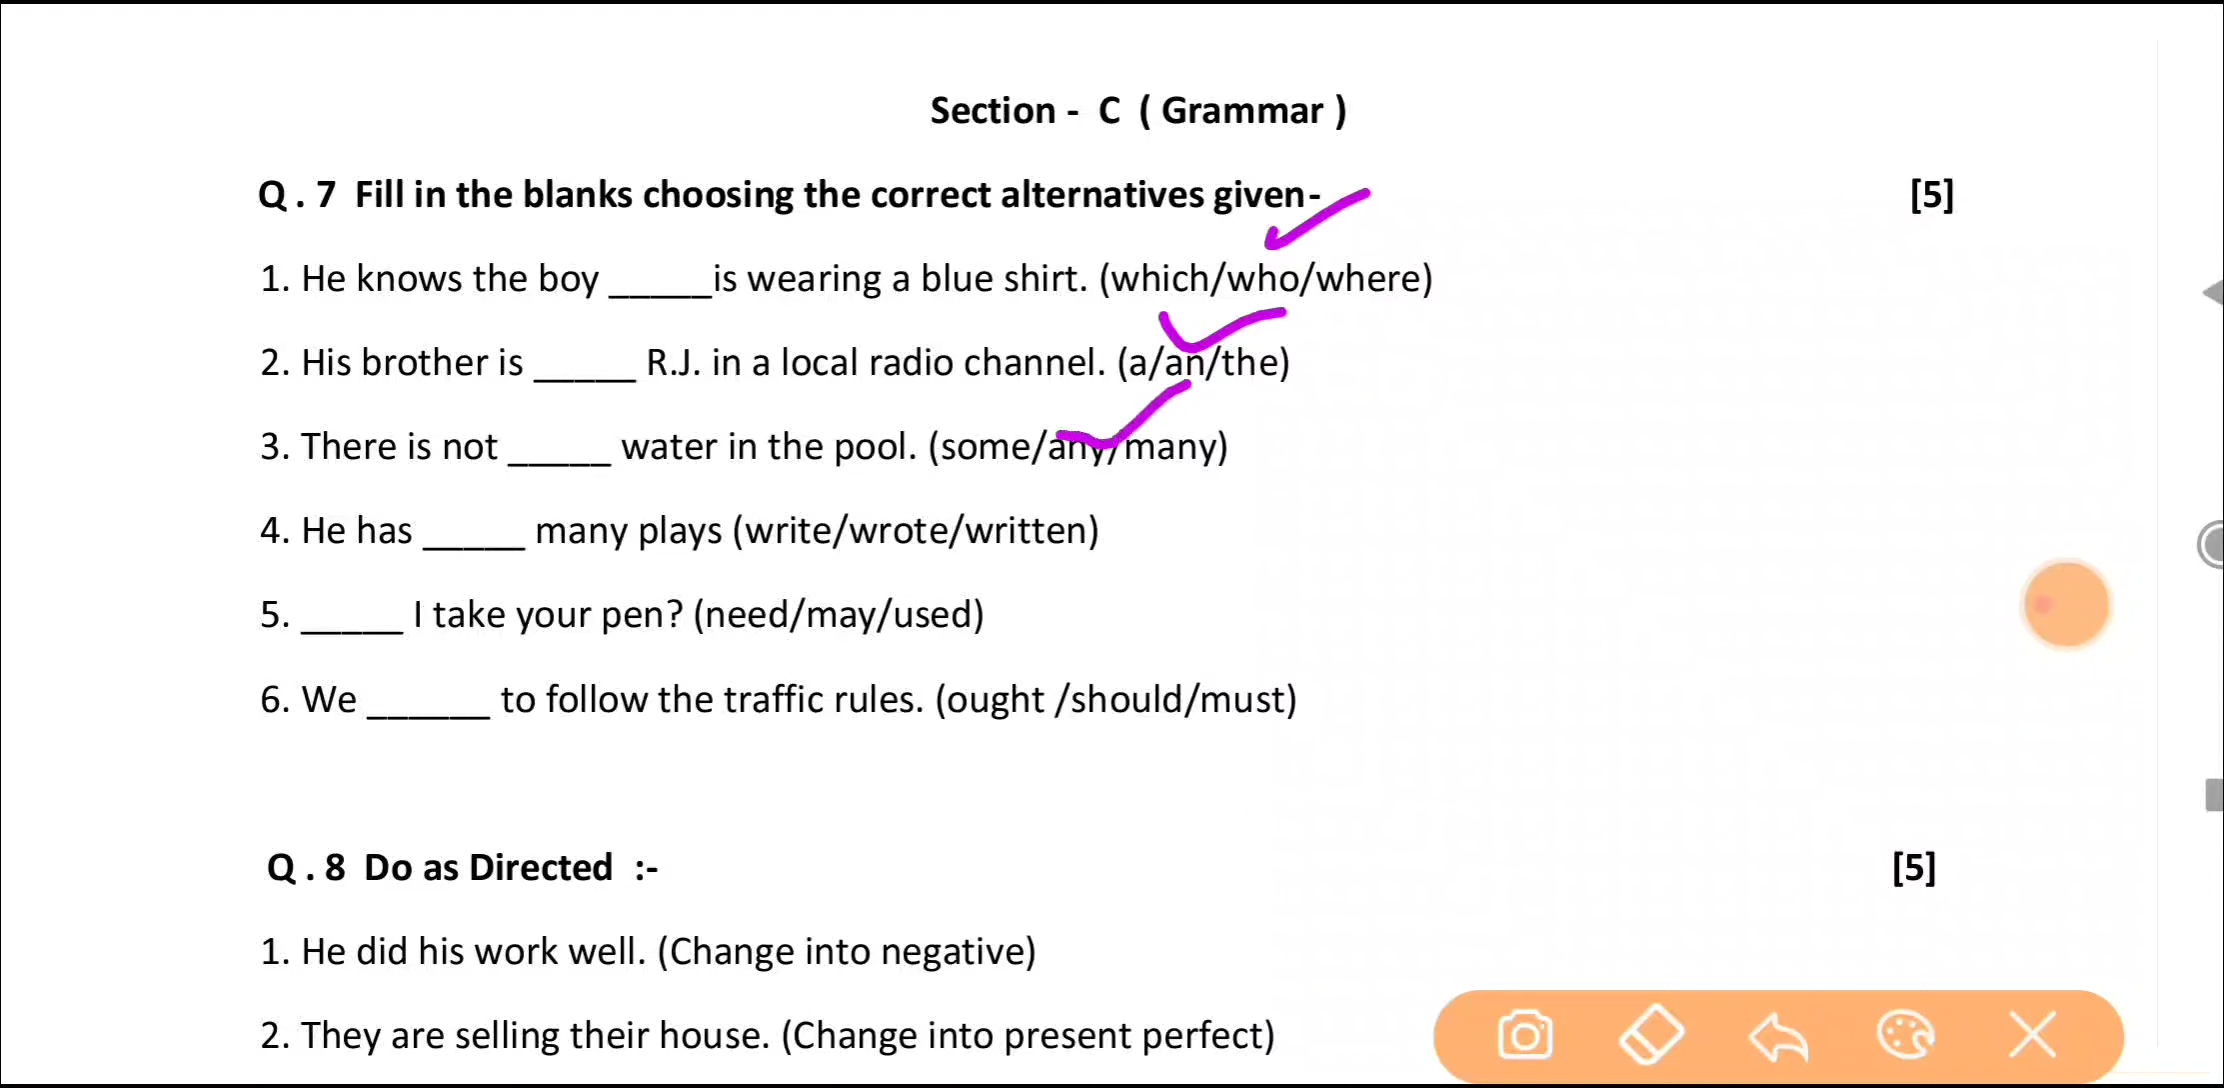 Section - C ( Grammar )
Q . 7 Fill in the blanks choosing the correct alternatives given- [5]
1. He knows the boy _____is wearing a blue shirt. (which/who/where)
2. His brother is _____ R.J. in a local radio channel. (a/an/the)
3. There is not _____ water in the pool. (some/any/many)
4. He has _____ many plays (write/wrote/written)
5. _____ I take your pen? (need/may/used)
6. We ______ to follow the traffic rules. (ought /should/must)
Q . 8 Do as Directed :- [5]
1. He did his work well. (Change into negative)
2. They are selling their house. (Change into present perfect)